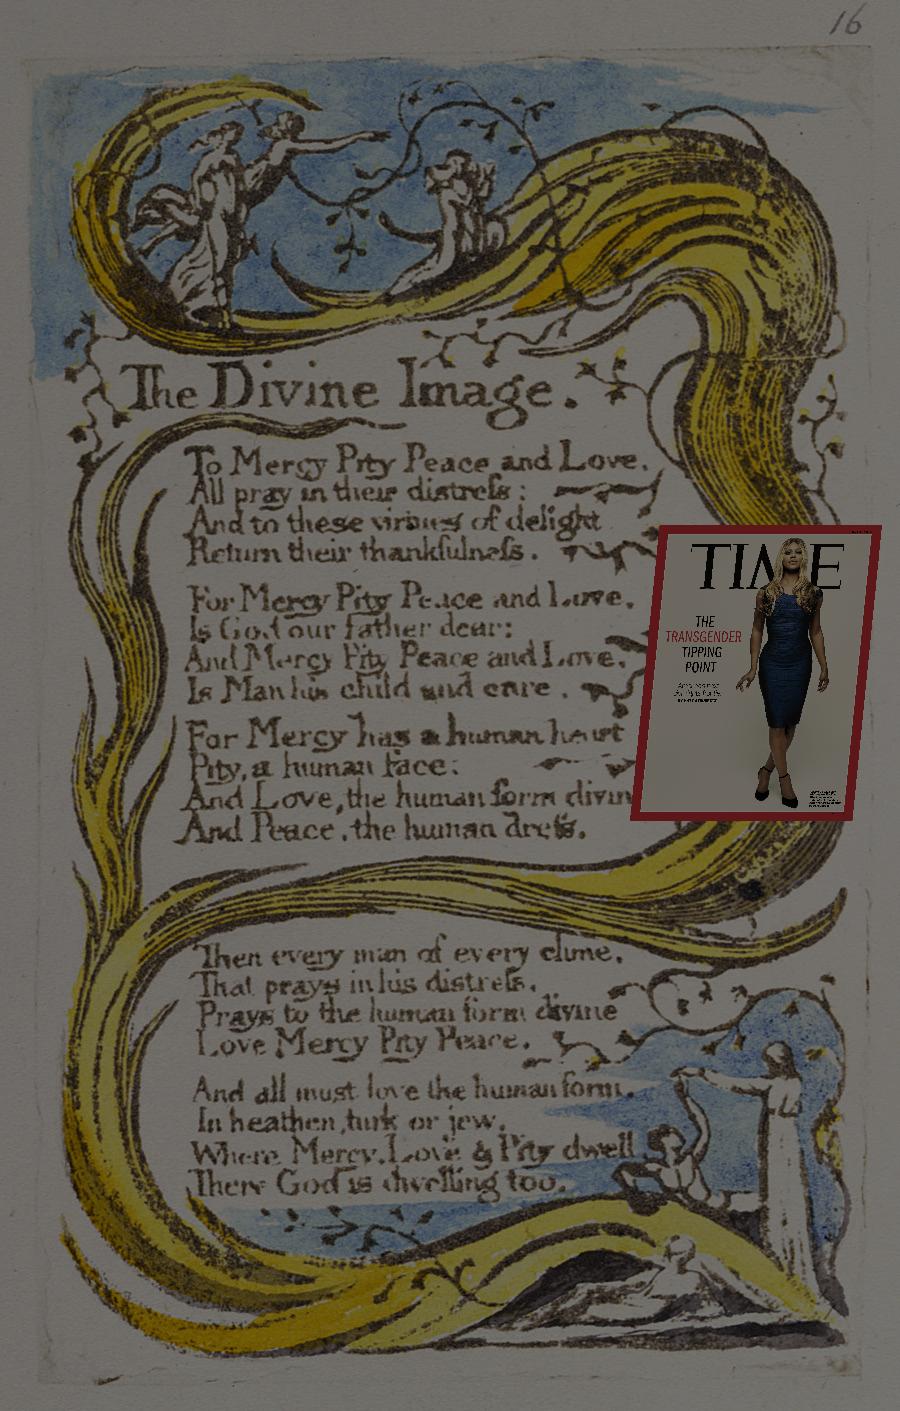 16
The Divine Image.
To Mercy Pity Peace and Love,
All pray in their distreſs:
And to these virtues of delight
Return their thankfulneſs.
For Mercy Pity Peace and Love,
Is God our father dear:
And Mercy Pity Peace and Love,
Is Man his child and care.
For Mercy has a human heart
Pity, a human face:
And Love, the human form divin
And Peace, the human dreſs.
TIME
THE
TRANSGENDER
TIPPING
POINT
Then every man of every clime,
That prays in his distreſs,
Prays to the human form divine
Love Mercy Pity Peace.
And all must love the human form,
In heathen, turk or jew.
Where Mercy, Love & Pity dwell
There God is dwelling too.